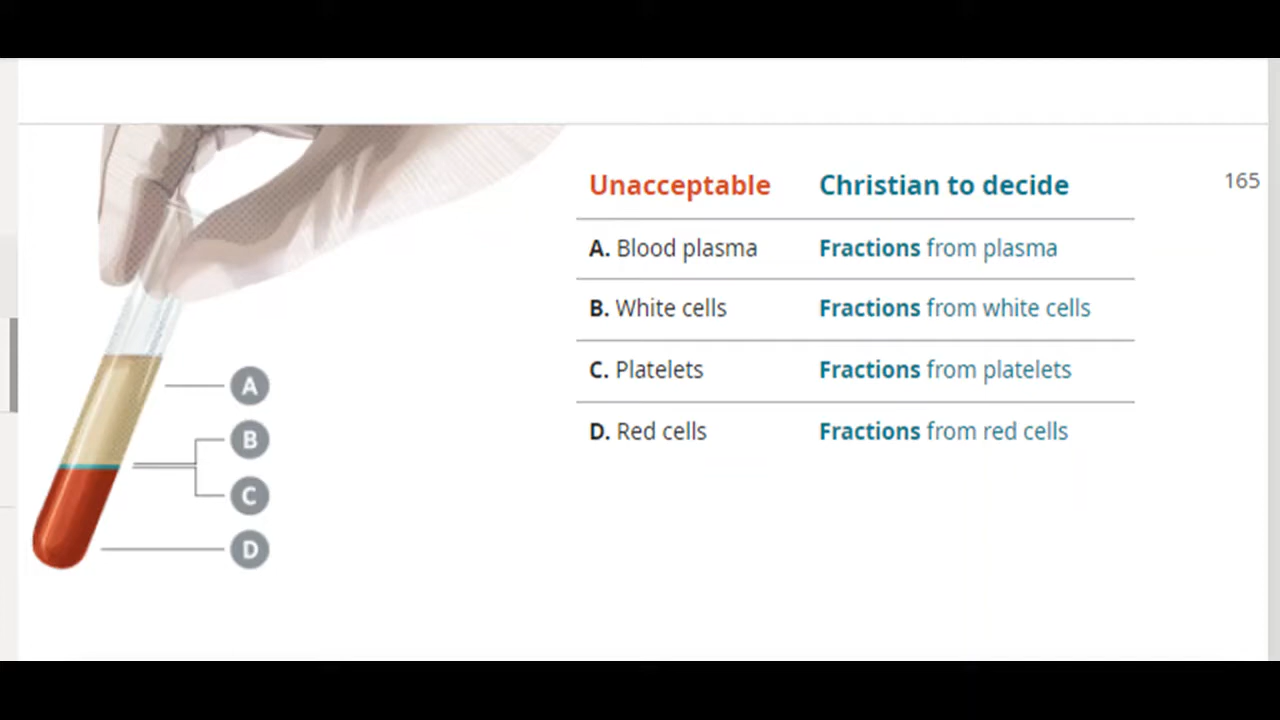 Unacceptable Christian to decide 165
A. Blood plasma Fractions from plasma
B. White cells Fractions from white cells
C. Platelets Fractions from platelets
D. Red cells Fractions from red cells
A
B
C
D